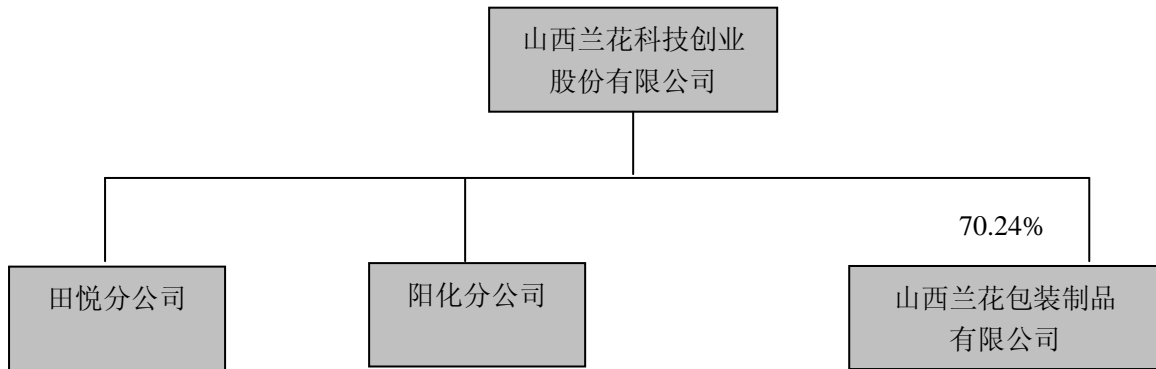 山西兰花科技创业
股份有限公司
70.24%
田悦分公司
阳化分公司
山西兰花包装制品
有限公司